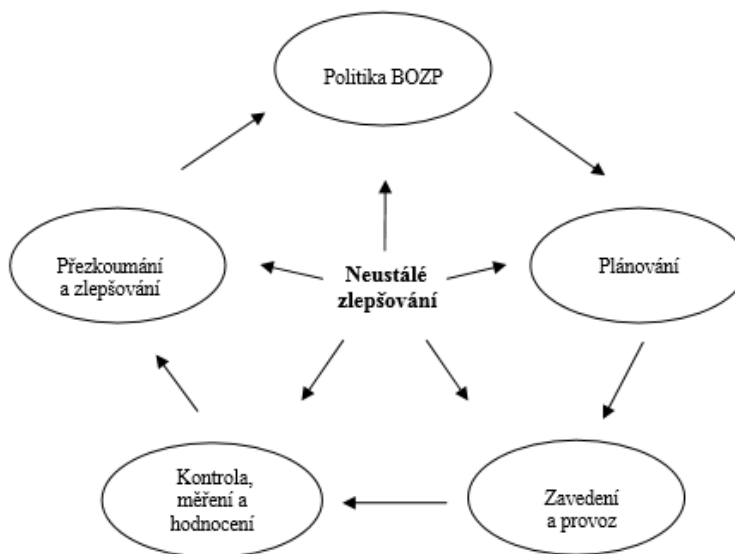 Politika BOZP
Přezkoumání
a zlepšování
Neustálé
zlepšování
Plánování
Kontrola,
měření a
hodnocení
Zavedení
a provoz